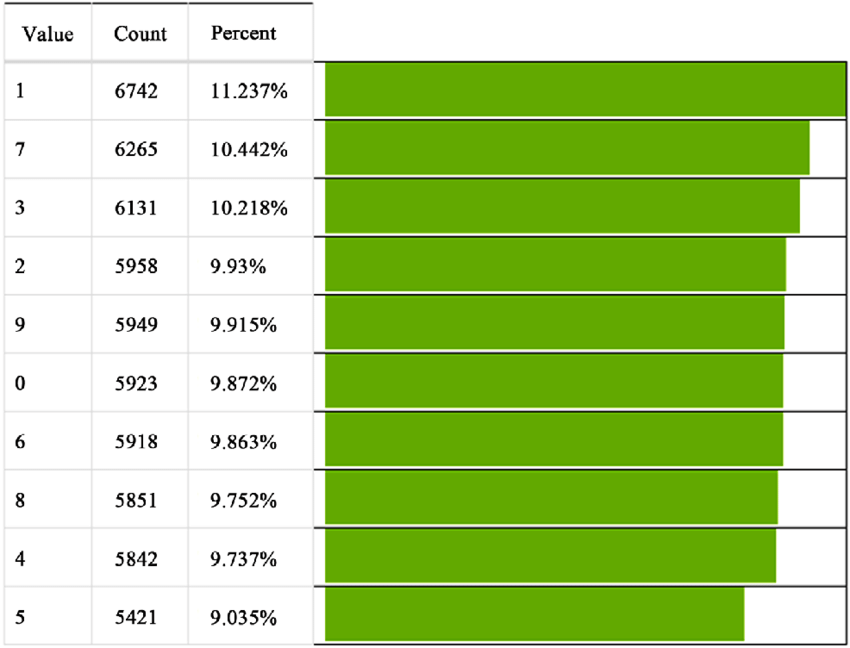 Value Count Percent
1 6742 11.237%
7 6265 10.442%
3 6131 10.218%
2 5958 9.93%
9 5949 9.915%
0 5923 9.872%
6 5918 9.863%
8 5851 9.752%
4 5842 9.737%
5 5421 9.035%